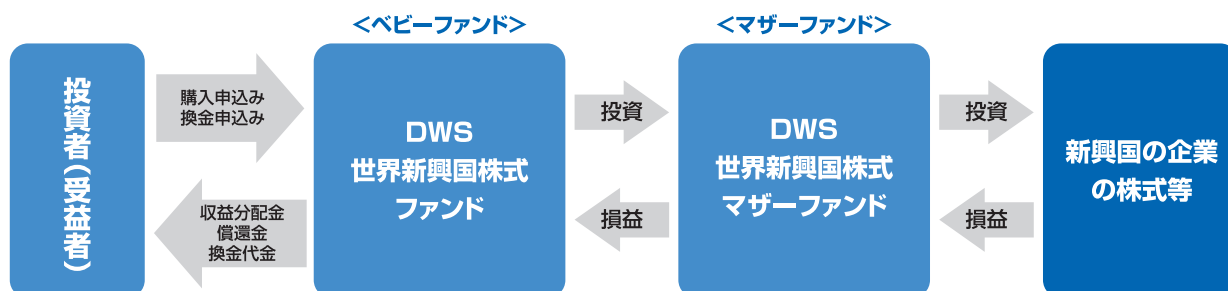 <ベビーファンド>
<マザーファンド>
投資者(受益者)
購入申込み
換金申込み
収益分配金
償還金
換金代金
DWS
世界新興国株式
ファンド
投資
損益
DWS
世界新興国株式
マザーファンド
投資
損益
新興国の企業
の株式等